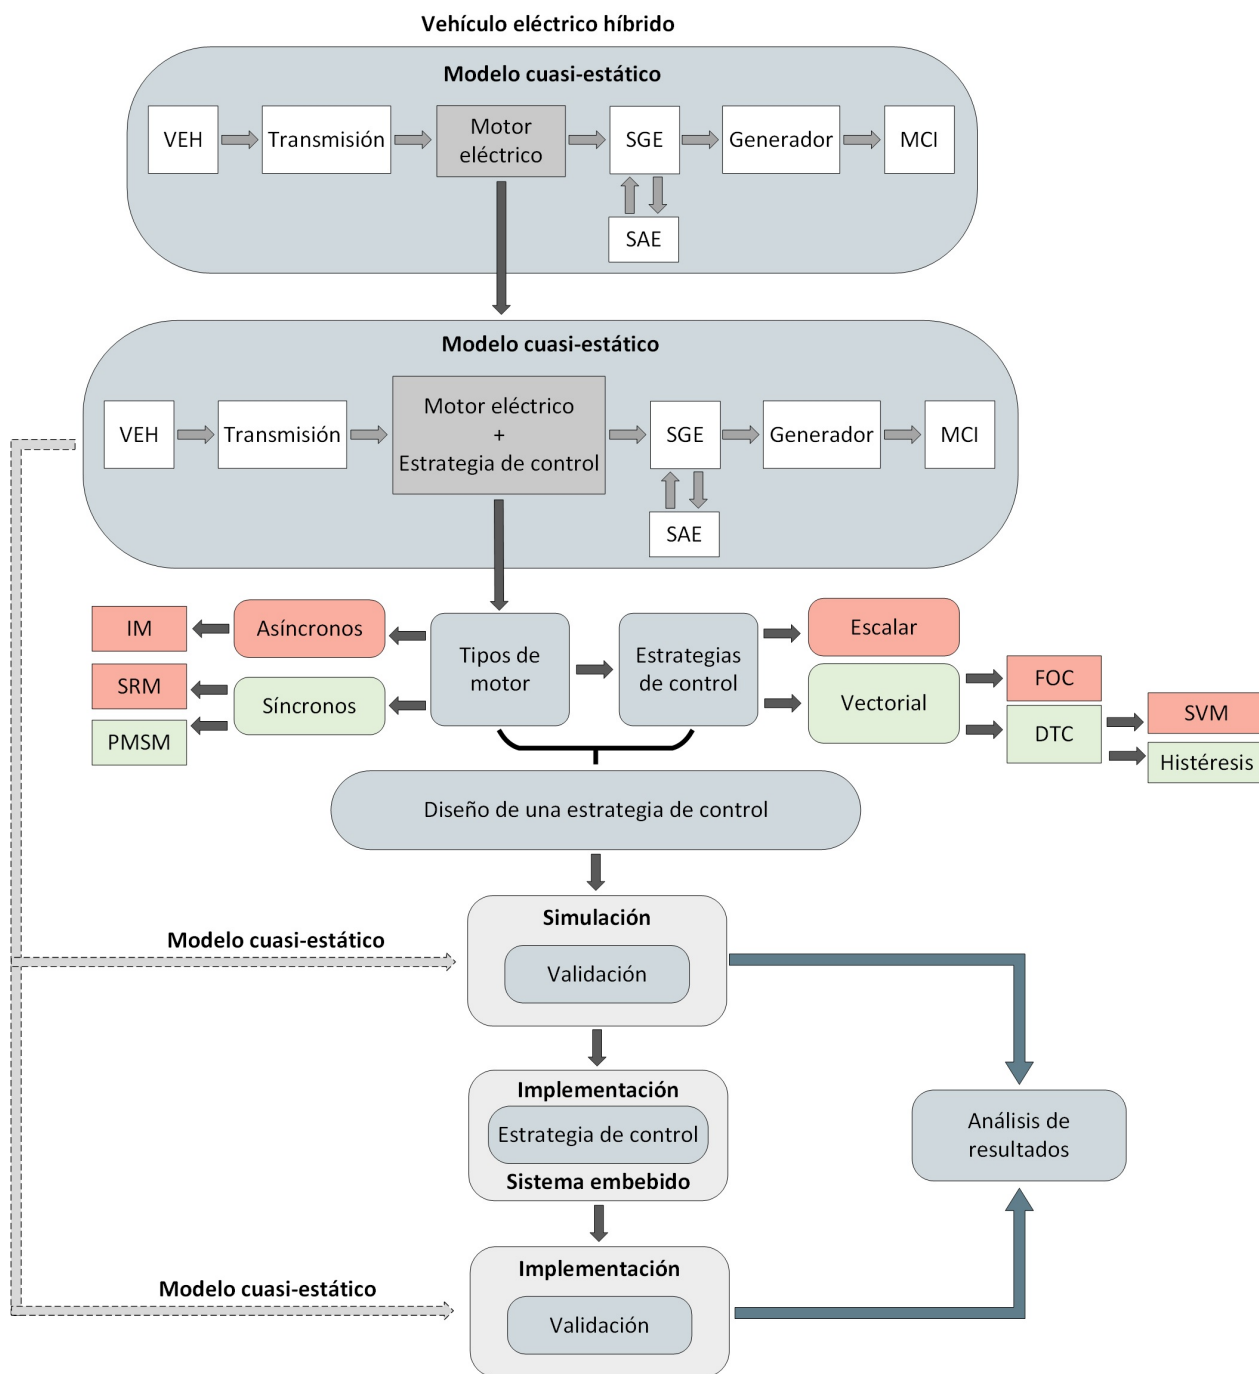 Vehículo eléctrico híbrido
Modelo cuasi-estático
VEH
Transmisión
Motor
eléctrico
SGE
Generador
MCI
SAE
Modelo cuasi-estático
VEH
Transmisión
Motor eléctrico
+
Estrategia de control
SGE
Generador
MCI
SAE
IM
Asíncronos
SRM
Síncronos
PMSM
Tipos de
motor
Estrategias
de control
Escalar
Vectorial
FOC
DTC
SVM
Histéresis
Diseño de una estrategia de control
Simulación
Validación
Modelo cuasi-estático
Implementación
Estrategia de control
Sistema embebido
Análisis de
resultados
Modelo cuasi-estático
Implementación
Validación